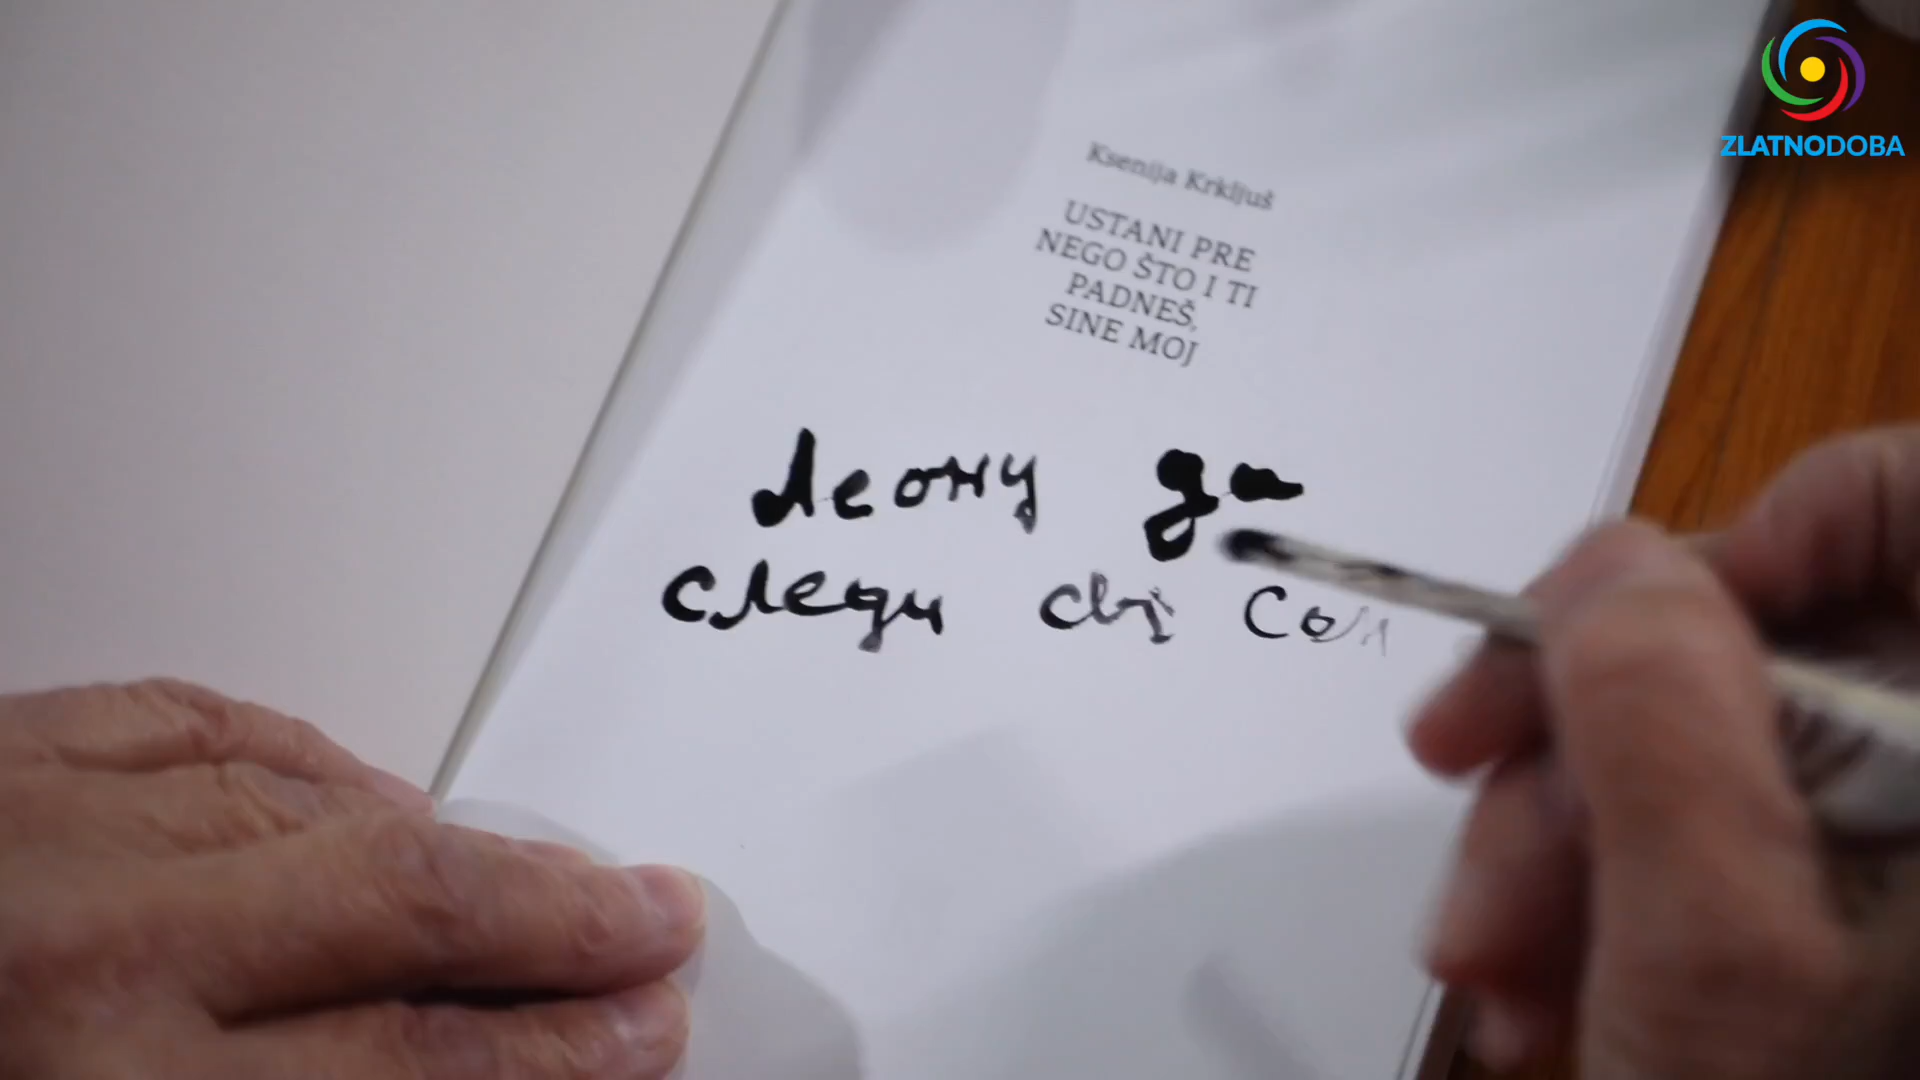 ZLATNODOBA
Ksenija Krkljuš
USTANI PRE
NEGO ŠTO I TI
PADNEŠ,
SINE MOJ
Леону да
следи